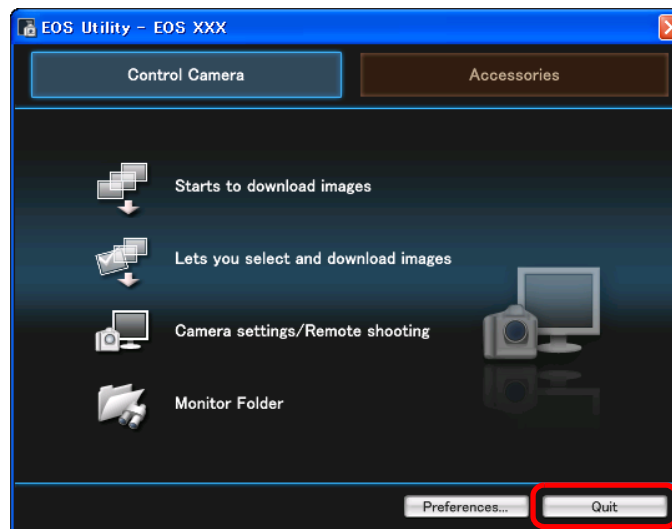 EOS Utility - EOS XXX
Control Camera
Accessories
Starts to download images
Lets you select and download images
Camera settings/Remote shooting
Monitor Folder
Preferences...
Quit